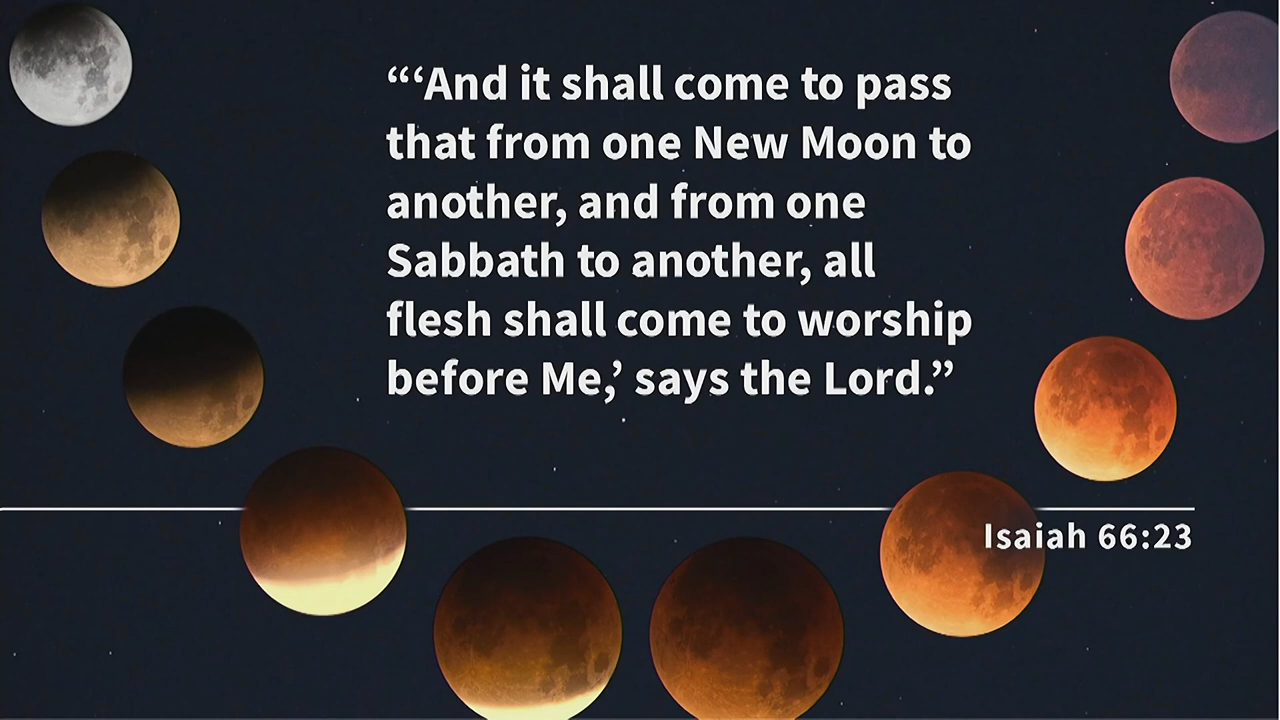 “‘And it shall come to pass
that from one New Moon to
another, and from one
Sabbath to another, all
flesh shall come to worship
before Me,’ says the Lord.”
Isaiah 66:23